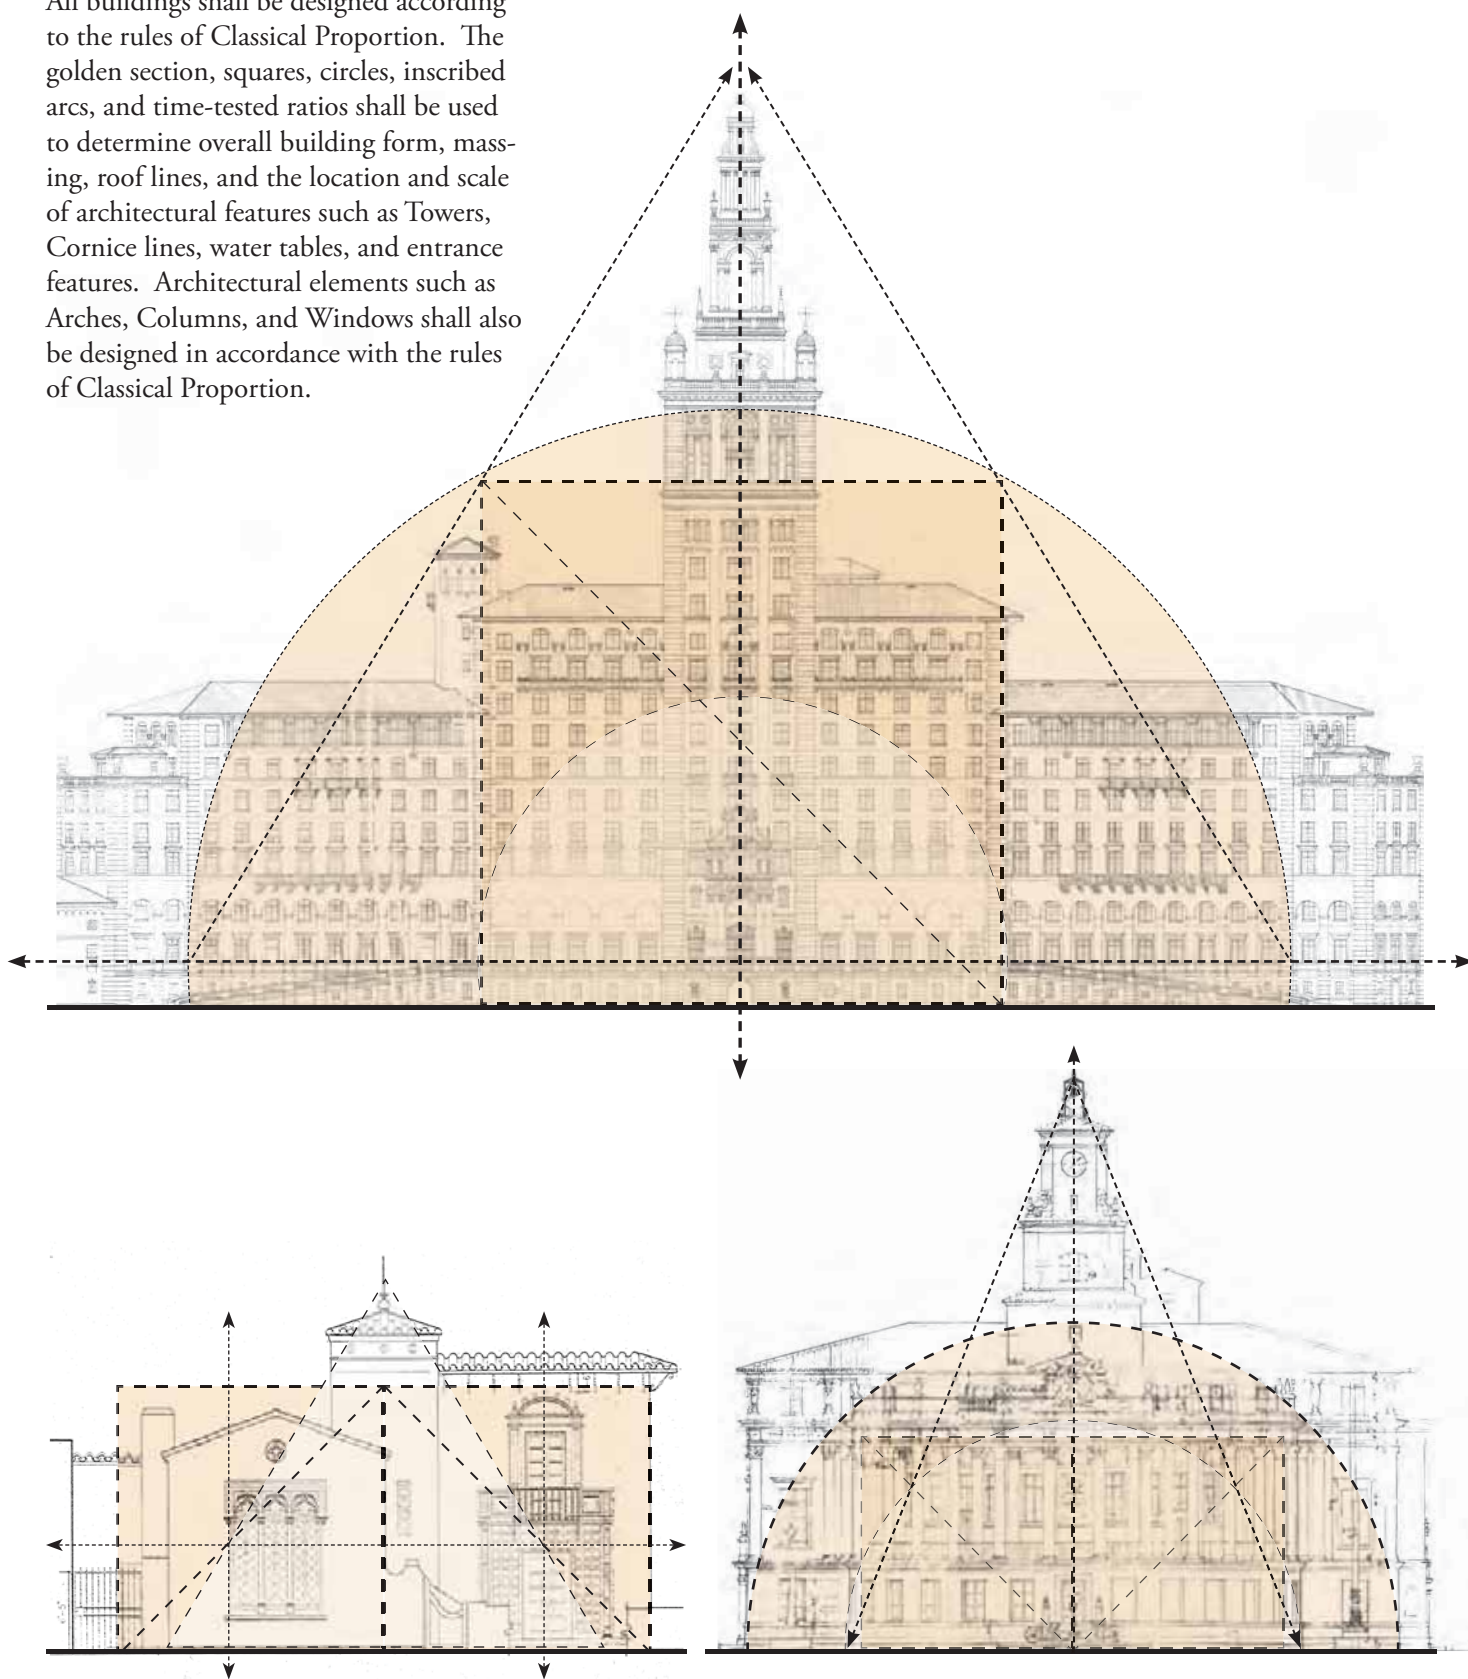 All buildings shall be designed according
to the rules of Classical Proportion. The
golden section, squares, circles, inscribed
arcs, and time-tested ratios shall be used
to determine overall building form, mass-
ing, roof lines, and the location and scale
of architectural features such as Towers,
Cornice lines, water tables, and entrance
features. Architectural elements such as
Arches, Columns, and Windows shall also
be designed in accordance with the rules
of Classical Proportion.